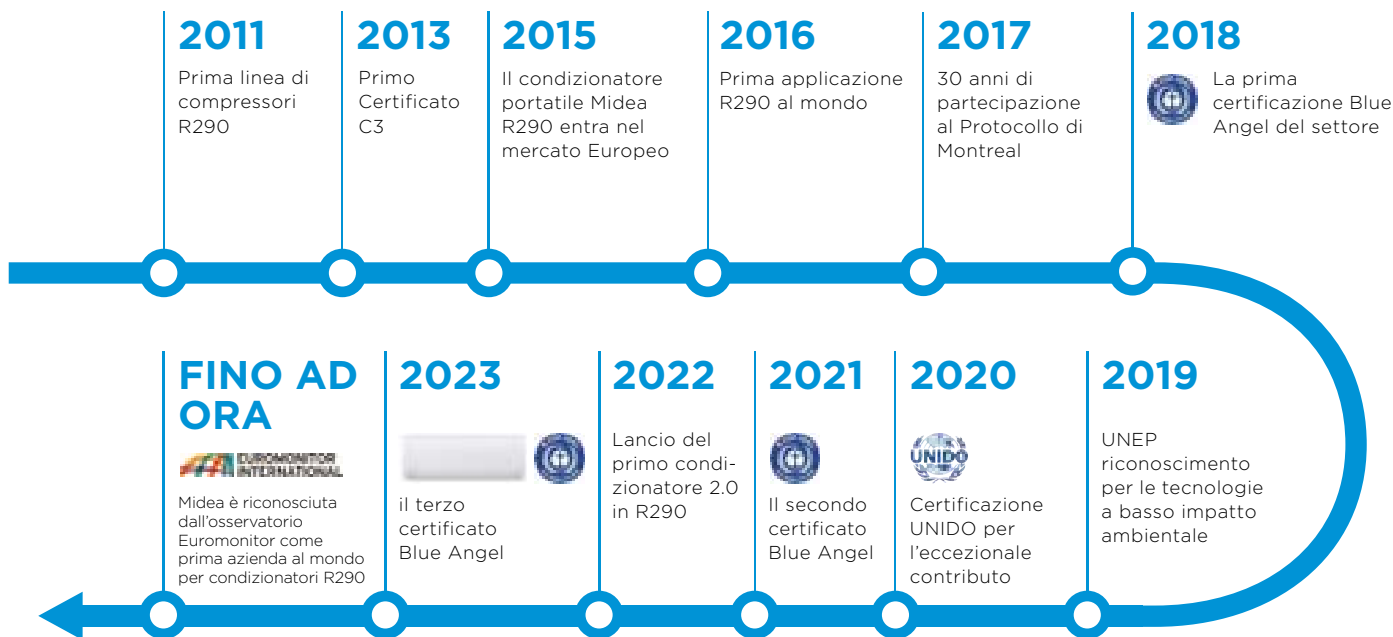 2011
Prima linea di
compressori
R290
2013
Primo
Certificato
C3
2015
Il condizionatore
portatile Midea
R290 entra nel
mercato Europeo
2016
Prima applicazione
R290 al mondo
2017
30 anni di
partecipazione
al Protocollo di
Montreal
2018
La prima
certificazione Blue
Angel del settore
2019
UNEP
riconoscimento
per le tecnologie
a basso impatto
ambientale
2020
UNIDO
Certificazione
UNIDO per
l’eccezionale
contributo
2021
Il secondo
certificato
Blue Angel
2022
Lancio del
primo condi-
zionatore 2.0
in R290
2023
il terzo
certificato
Blue Angel
FINO AD
ORA
EUROMONITOR
INTERNATIONAL
Midea è riconosciuta
dall’osservatorio
Euromonitor come
prima azienda al mondo
per condizionatori R290